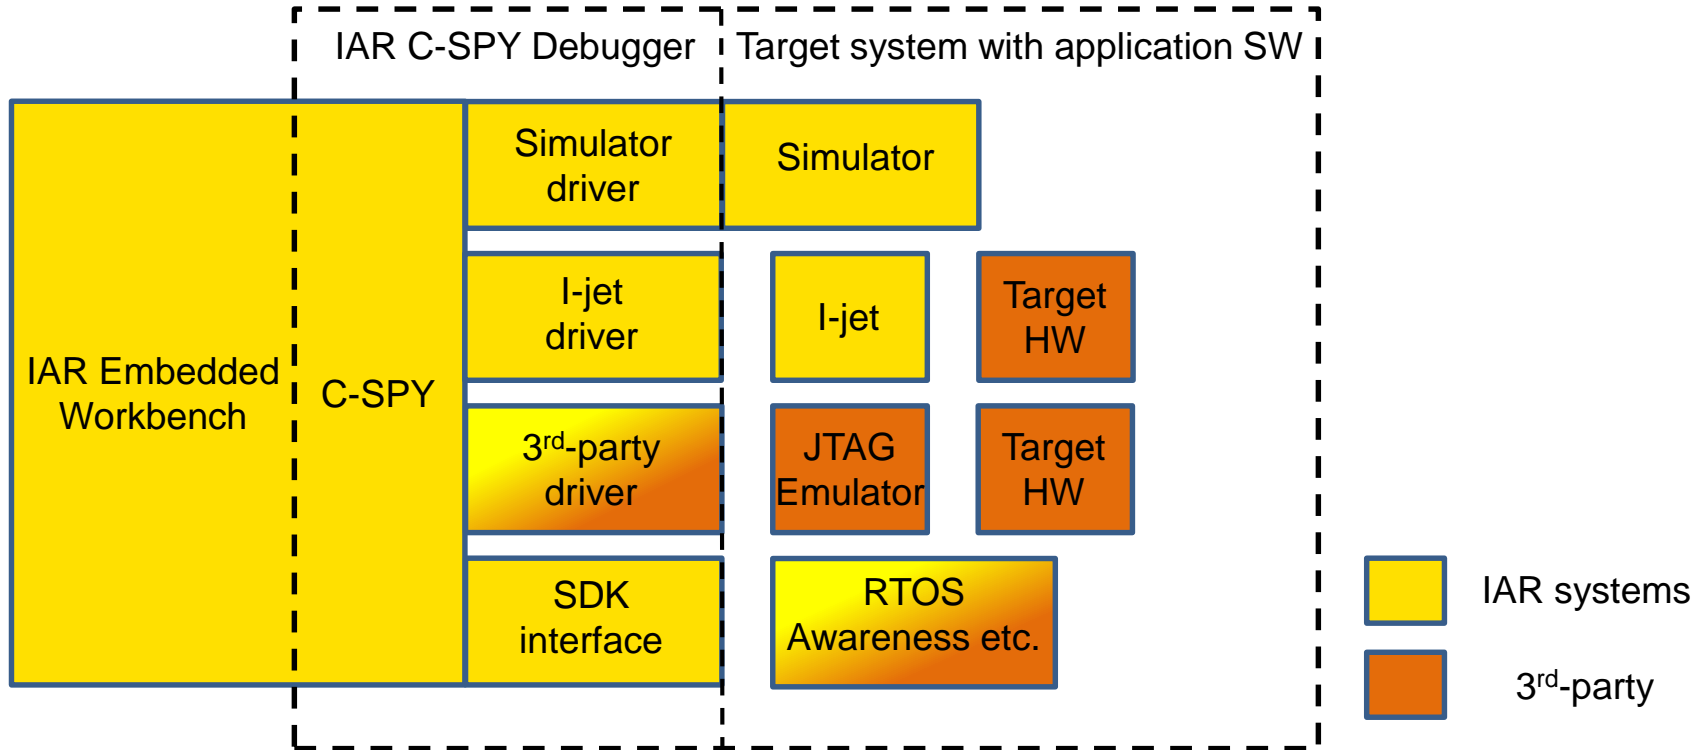 IAR C-SPY Debugger
Target system with application SW
Simulator
driver
Simulator
I-jet
driver
I-jet
Target
HW
IAR Embedded
Workbench
C-SPY
3rd-party
driver
JTAG
Emulator
Target
HW
SDK
interface
RTOS
Awareness etc.
IAR systems
3rd-party